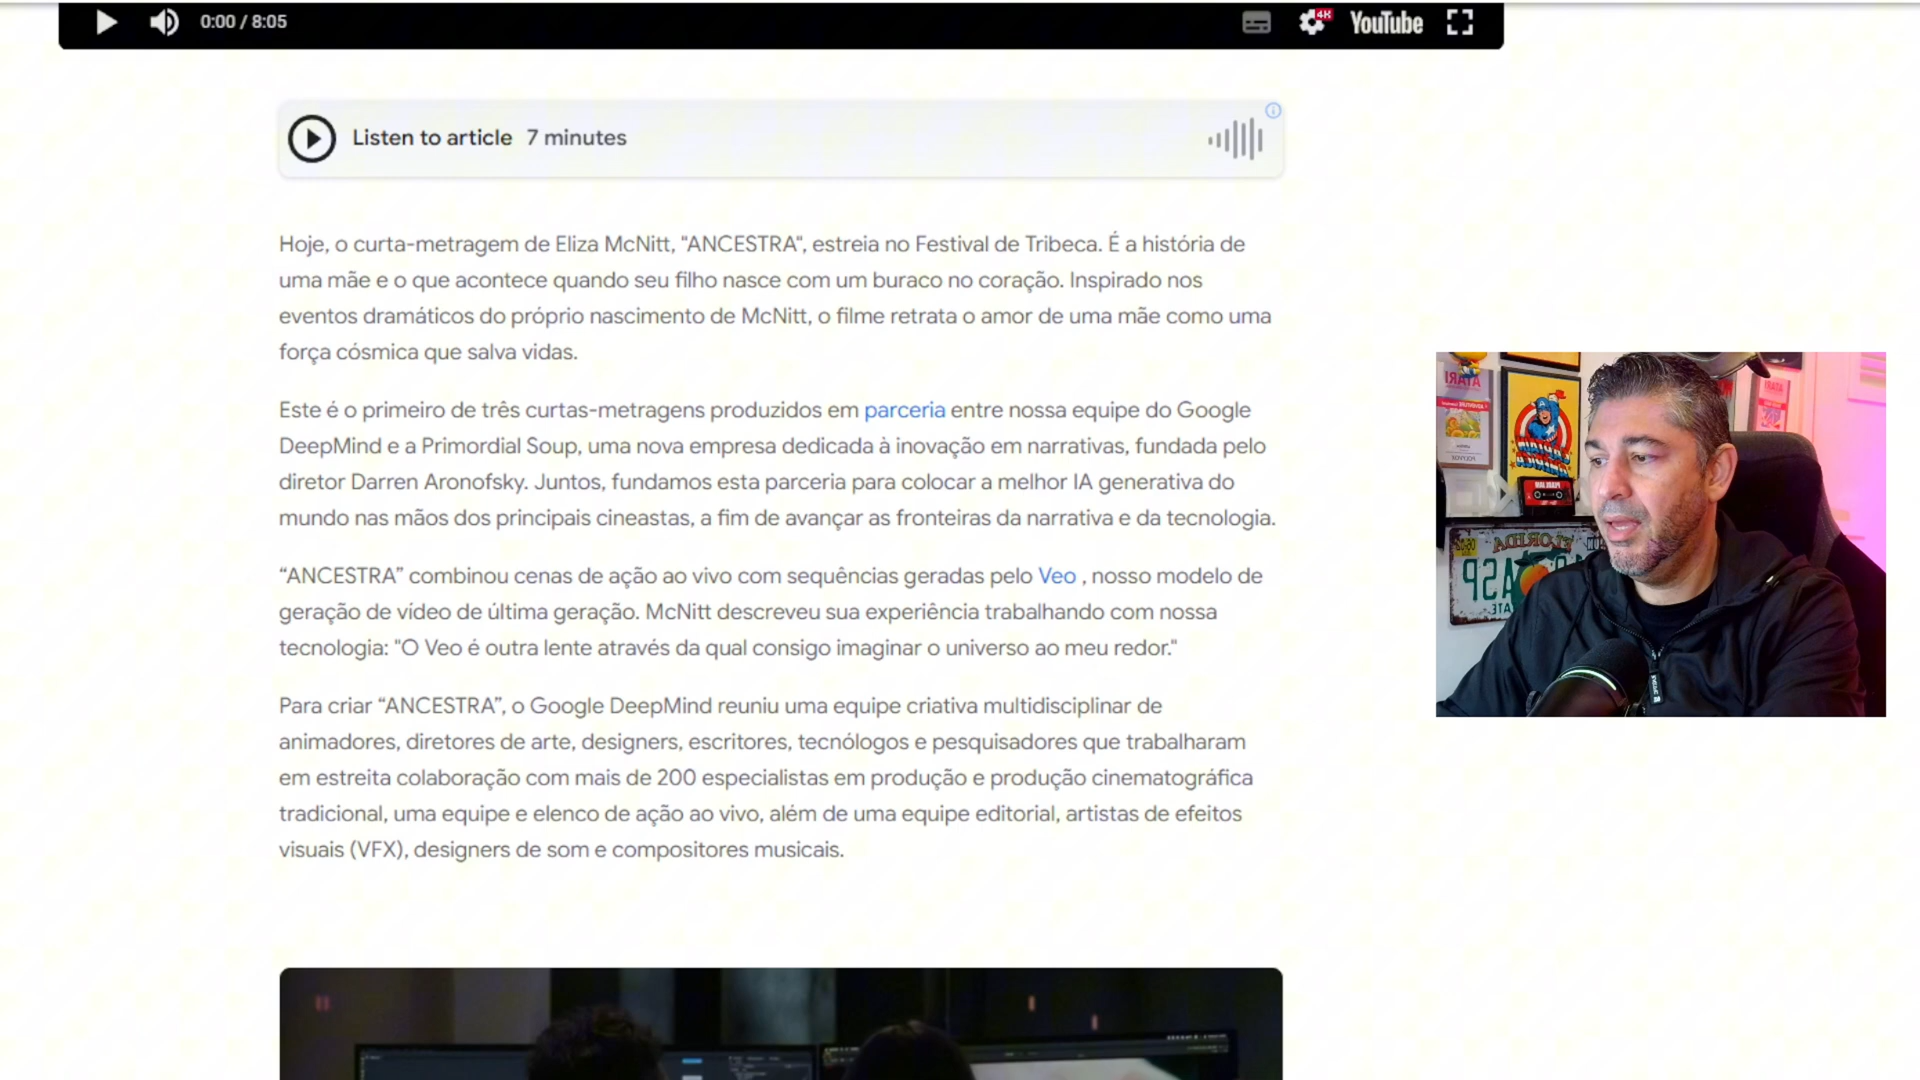 0:00 / 8:05
4K
YouTube
Listen to article 7 minutes
Hoje, o curta-metragem de Eliza McNitt, "ANCESTRA", estreia no Festival de Tribeca. É a história de
uma mãe e o que acontece quando seu filho nasce com um buraco no coração. Inspirado nos
eventos dramáticos do próprio nascimento de McNitt, o filme retrata o amor de uma mãe como uma
força cósmica que salva vidas.
Este é o primeiro de três curtas-metragens produzidos em parceria entre nossa equipe do Google
DeepMind e a Primordial Soup, uma nova empresa dedicada à inovação em narrativas, fundada pelo
diretor Darren Aronofsky. Juntos, fundamos esta parceria para colocar a melhor IA generativa do
mundo nas mãos dos principais cineastas, a fim de avançar as fronteiras da narrativa e da tecnologia.
“ANCESTRA” combinou cenas de ação ao vivo com sequências geradas pelo Veo , nosso modelo de
geração de vídeo de última geração. McNitt descreveu sua experiência trabalhando com nossa
tecnologia: "O Veo é outra lente através da qual consigo imaginar o universo ao meu redor."
Para criar “ANCESTRA”, o Google DeepMind reuniu uma equipe criativa multidisciplinar de
animadores, diretores de arte, designers, escritores, tecnólogos e pesquisadores que trabalharam
em estreita colaboração com mais de 200 especialistas em produção e produção cinematográfica
tradicional, uma equipe e elenco de ação ao vivo, além de uma equipe editorial, artistas de efeitos
visuais (VFX), designers de som e compositores musicais.
ATARI
ATARI
FLORIDA